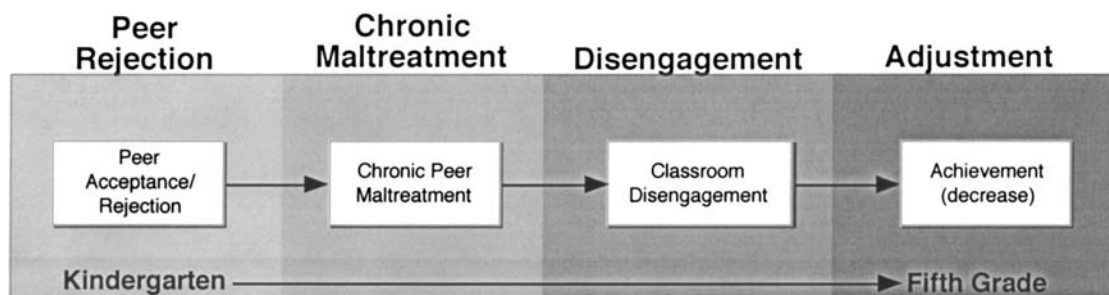 Peer
Rejection
Chronic
Maltreatment
Disengagement
Adjustment
Peer
Acceptance/
Rejection
Chronic Peer
Maltreatment
Classroom
Disengagement
Achievement
(decrease)
Kindergarten
Fifth Grade